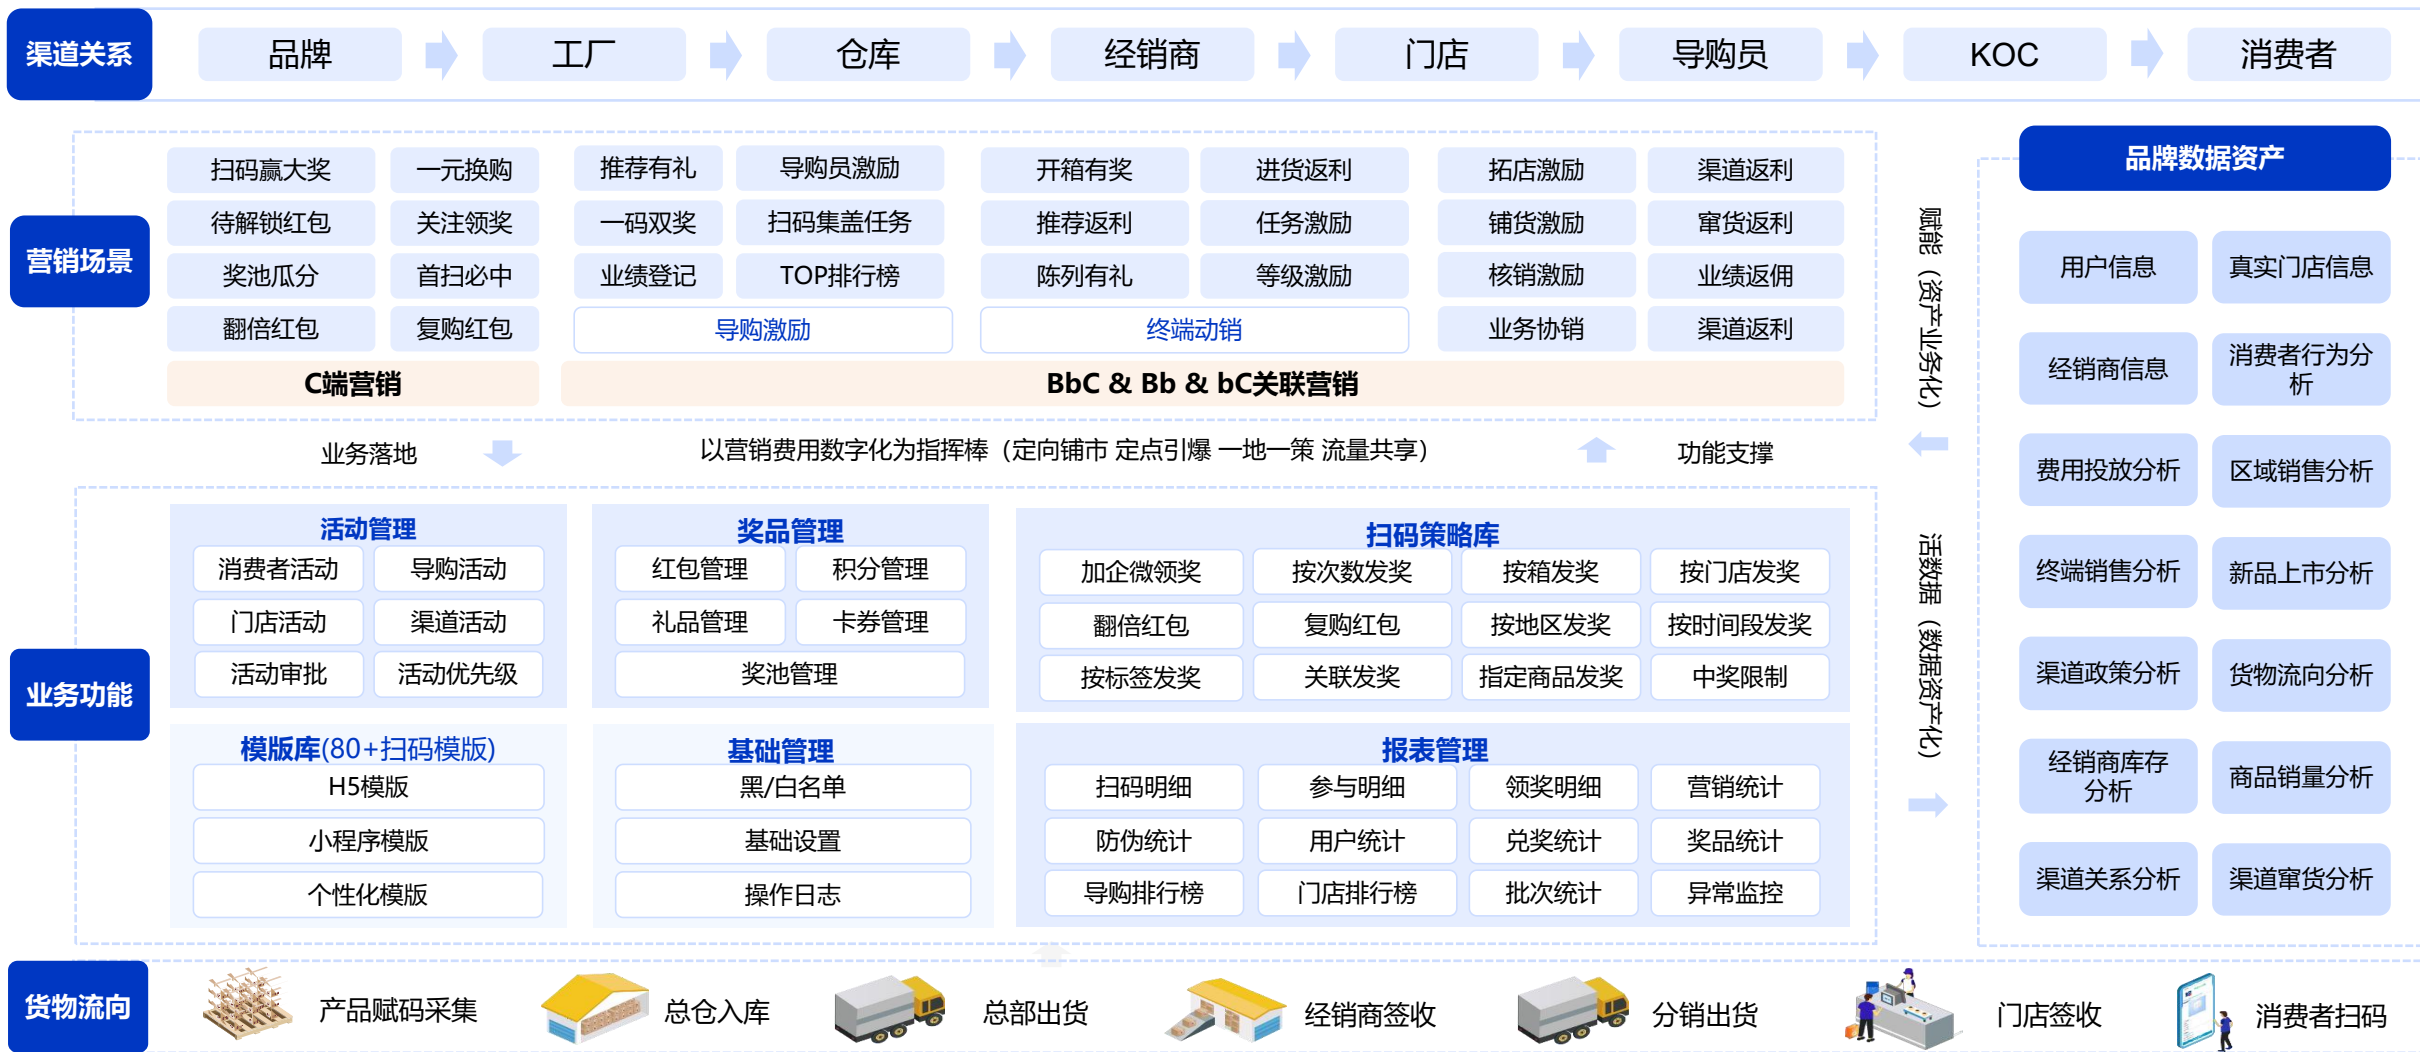 渠道关系
品牌
工厂
仓库
经销商
门店
导购员
KOC
消费者
营销场景
扫码赢大奖
一元换购
待解锁红包
关注领奖
奖池瓜分
首扫必中
翻倍红包
复购红包
C端营销
推荐有礼
导购员激励
一码双奖
扫码集盖任务
业绩登记
TOP排行榜
导购激励
开箱有奖
进货返利
推荐返利
任务激励
陈列有礼
等级激励
终端动销
拓店激励
渠道返利
铺货激励
窜货返利
核销激励
业绩返佣
业务协销
渠道返利
BbC & Bb & bC关联营销
业务落地
以营销费用数字化为指挥棒（定向铺市 定点引爆 一地一策 流量共享）
功能支撑
业务功能
活动管理
消费者活动
导购活动
门店活动
渠道活动
活动审批
活动优先级
奖品管理
红包管理
积分管理
礼品管理
卡券管理
奖池管理
扫码策略库
加企微领奖
按次数发奖
按箱发奖
按门店发奖
翻倍红包
复购红包
按地区发奖
按时间段发奖
按标签发奖
关联发奖
指定商品发奖
中奖限制
模版库(80+扫码模版)
H5模版
小程序模版
个性化模版
基础管理
黑/白名单
基础设置
操作日志
报表管理
扫码明细
参与明细
领奖明细
营销统计
防伪统计
用户统计
兑奖统计
奖品统计
导购排行榜
门店排行榜
批次统计
异常监控
赋能（资产业务化）
活数据（数据资产化）
品牌数据资产
用户信息
真实门店信息
经销商信息
消费者行为分
析
费用投放分析
区域销售分析
终端销售分析
新品上市分析
渠道政策分析
货物流向分析
经销商库存
分析
商品销量分析
渠道关系分析
渠道窜货分析
货物流向
产品赋码采集
总仓入库
总部出货
经销商签收
分销出货
门店签收
消费者扫码